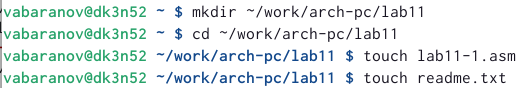 vabaranov@dk3n52 ~ $ mkdir ~/work/arch-pc/lab11
vabaranov@dk3n52 ~ $ cd ~/work/arch-pc/lab11
vabaranov@dk3n52 ~/work/arch-pc/lab11 $ touch lab11-1.asm
vabaranov@dk3n52 ~/work/arch-pc/lab11 $ touch readme.txt